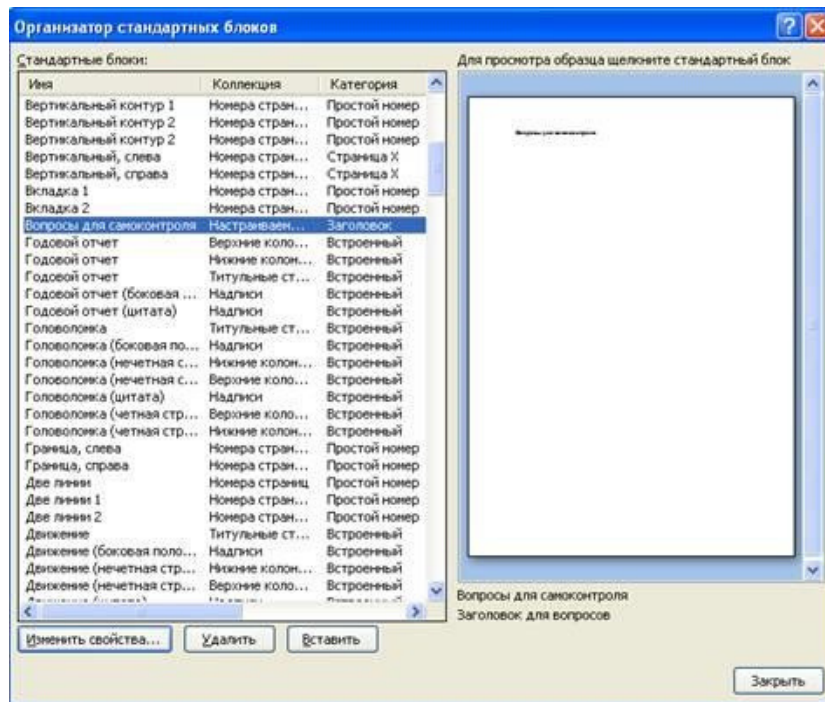 Организатор стандартных блоков
Стандартные блоки:
Для просмотра образца щелкните стандартный блок
Имя Коллекция Категория
Вертикальный контур 1 Номера стран... Простой номер
Вертикальный контур 2 Номера стран... Простой номер
Вертикальный контур 2 Номера стран... Простой номер
Вертикальный, слева Номера стран... Страница X
Вертикальный, справа Номера стран... Страница X
Вкладка 1 Номера стран... Простой номер
Вкладка 2 Номера стран... Простой номер
Вопросы для самоконтроля Настраиваем... Заголовок
Годовой отчет Верхние коло... Встроенный
Годовой отчет Нижние колон... Встроенный
Годовой отчет Титульные ст... Встроенный
Годовой отчет (боковая ... Надписи Встроенный
Годовой отчет (цитата) Надписи Встроенный
Головоломка Титульные ст... Встроенный
Головоломка (боковая по... Надписи Встроенный
Головоломка (нечетная с... Нижние колон... Встроенный
Головоломка (нечетная с... Верхние коло... Встроенный
Головоломка (цитата) Надписи Встроенный
Головоломка (четная стр... Верхние коло... Встроенный
Головоломка (четная стр... Нижние колон... Встроенный
Граница, слева Номера стран... Простой номер
Граница, справа Номера стран... Простой номер
Две линии Номера страниц Простой номер
Две линии 1 Номера стран... Простой номер
Две линии 2 Номера стран... Простой номер
Движение Титульные ст... Встроенный
Движение (боковая поло... Надписи Встроенный
Движение (нечетная стр... Нижние колон... Встроенный
Движение (нечетная стр... Верхние коло... Встроенный
Вопросы для самоконтроля
Вопросы для самоконтроля
Заголовок для вопросов
Изменить свойства... Удалить Вставить
Закрыть